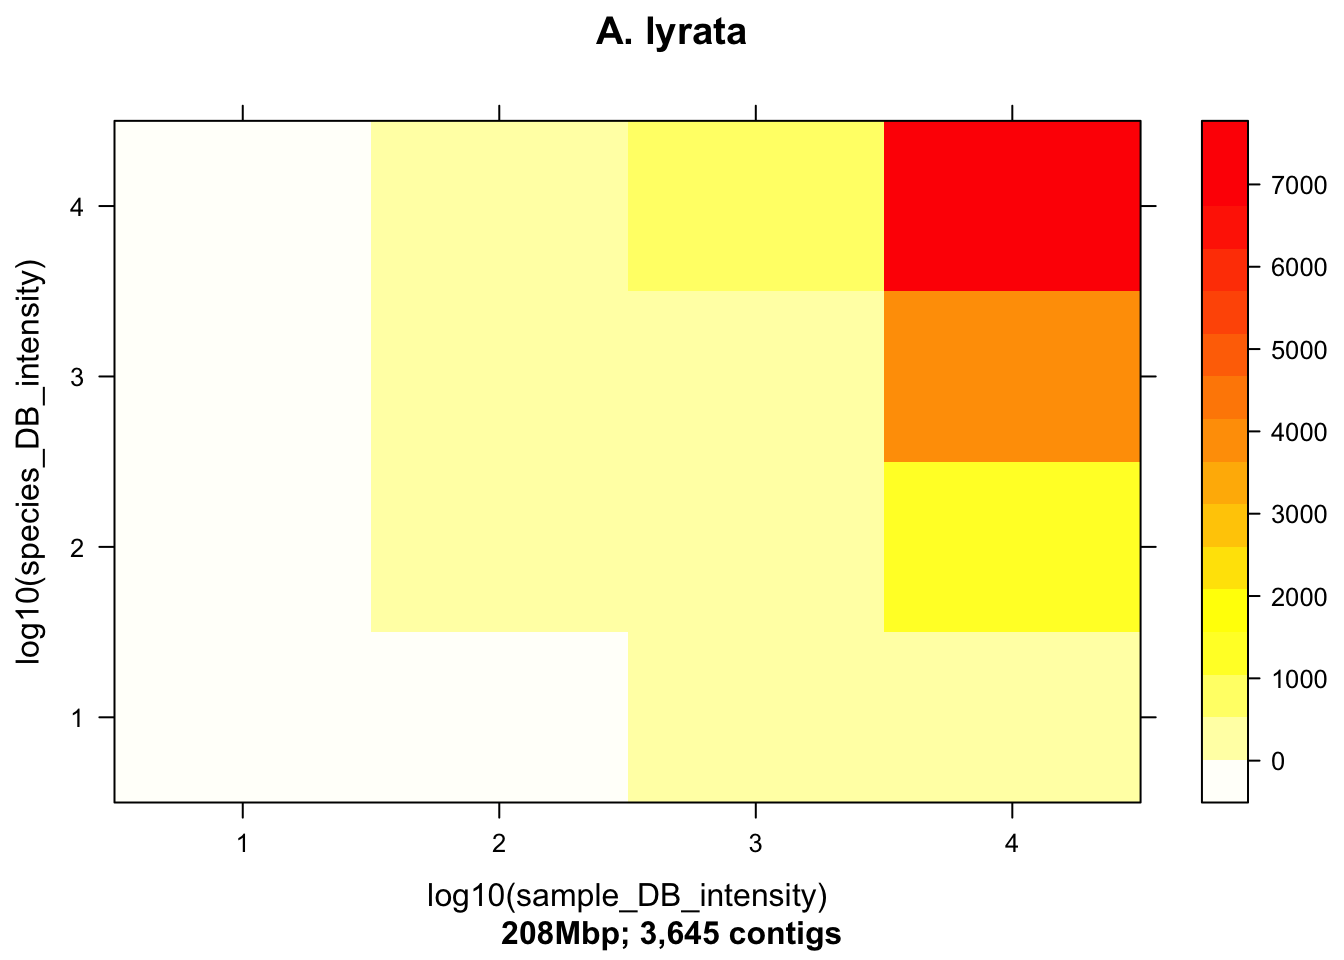 A. lyrata
log10(species_DB_intensity)
4
3
2
1
1 2 3 4
log10(sample_DB_intensity)
208Mbp; 3,645 contigs
7000
6000
5000
4000
3000
2000
1000
0